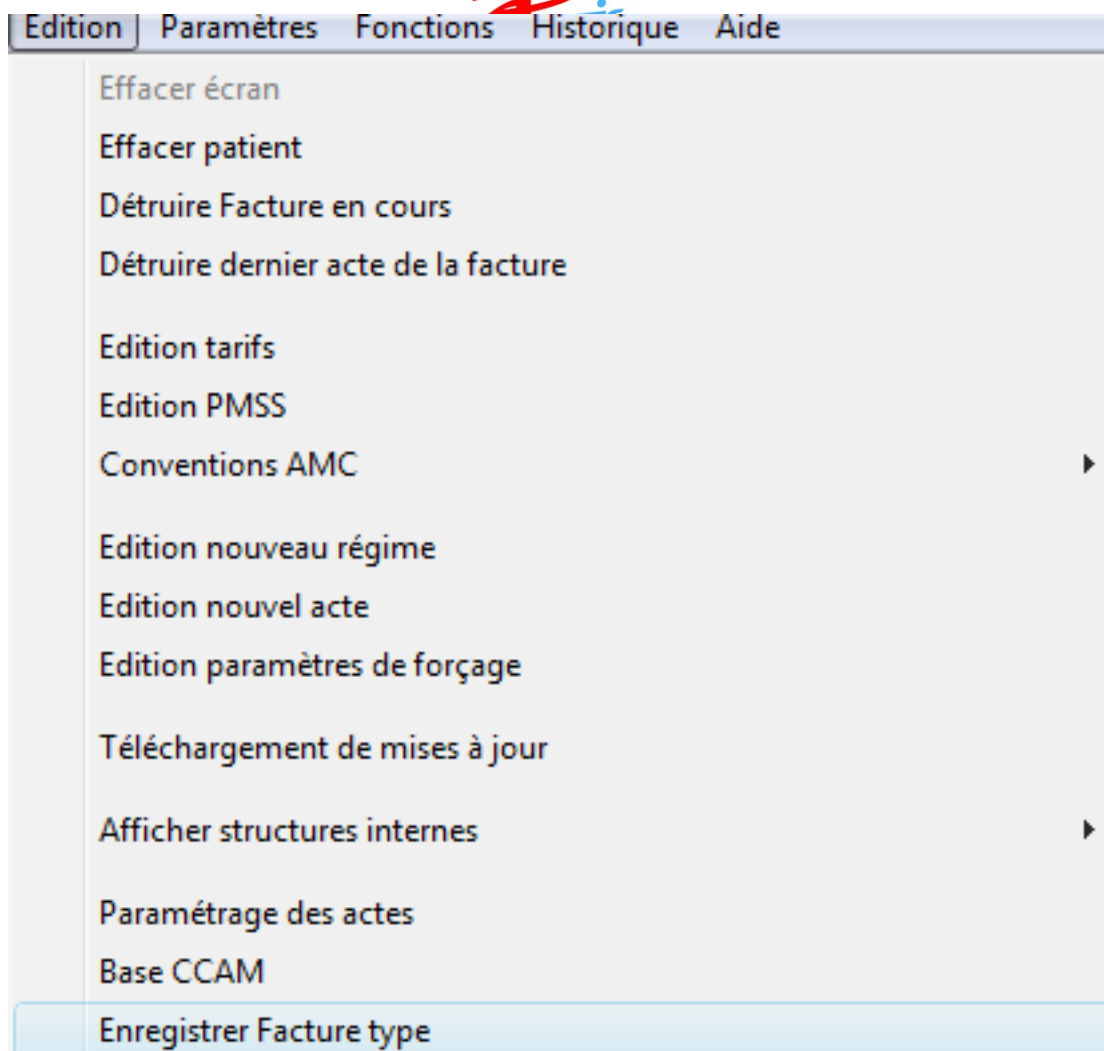 Edition Paramètres Fonctions Historique Aide
Effacer écran
Effacer patient
Détruire Facture en cours
Détruire dernier acte de la facture
Edition tarifs
Edition PMSS
Conventions AMC
Edition nouveau régime
Edition nouvel acte
Edition paramètres de forçage
Téléchargement de mises à jour
Afficher structures internes
Paramétrage des actes
Base CCAM
Enregistrer Facture type